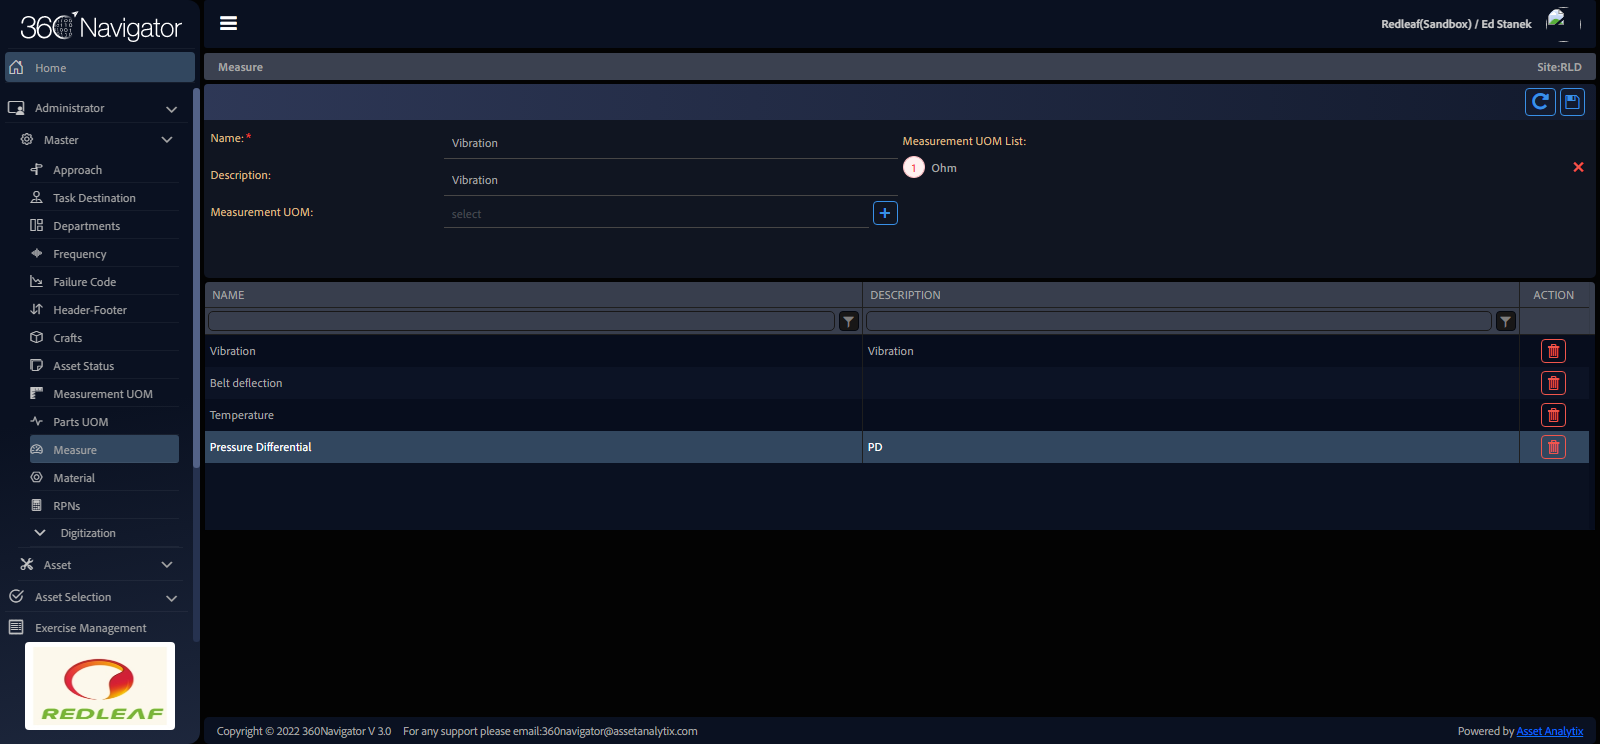 360 Navigator
Redleaf(Sandbox) / Ed Stanek
Home
Measure
Site:RLD
Administrator
Master
Approach
Task Destination
Departments
Frequency
Failure Code
Header-Footer
Crafts
Asset Status
Measurement UOM
Parts UOM
Measure
Material
RPNs
Digitization
Asset
Asset Selection
Exercise Management
REDLEAF
Name:*
Vibration
Description:
Vibration
Measurement UOM:
select
Measurement UOM List:
1 Ohm
NAME DESCRIPTION ACTION
Vibration Vibration
Belt deflection
Temperature
Pressure Differential PD
Copyright © 2022 360Navigator V 3.0 For any support please email:360navigator@assetanalytix.com
Powered by Asset Analytix